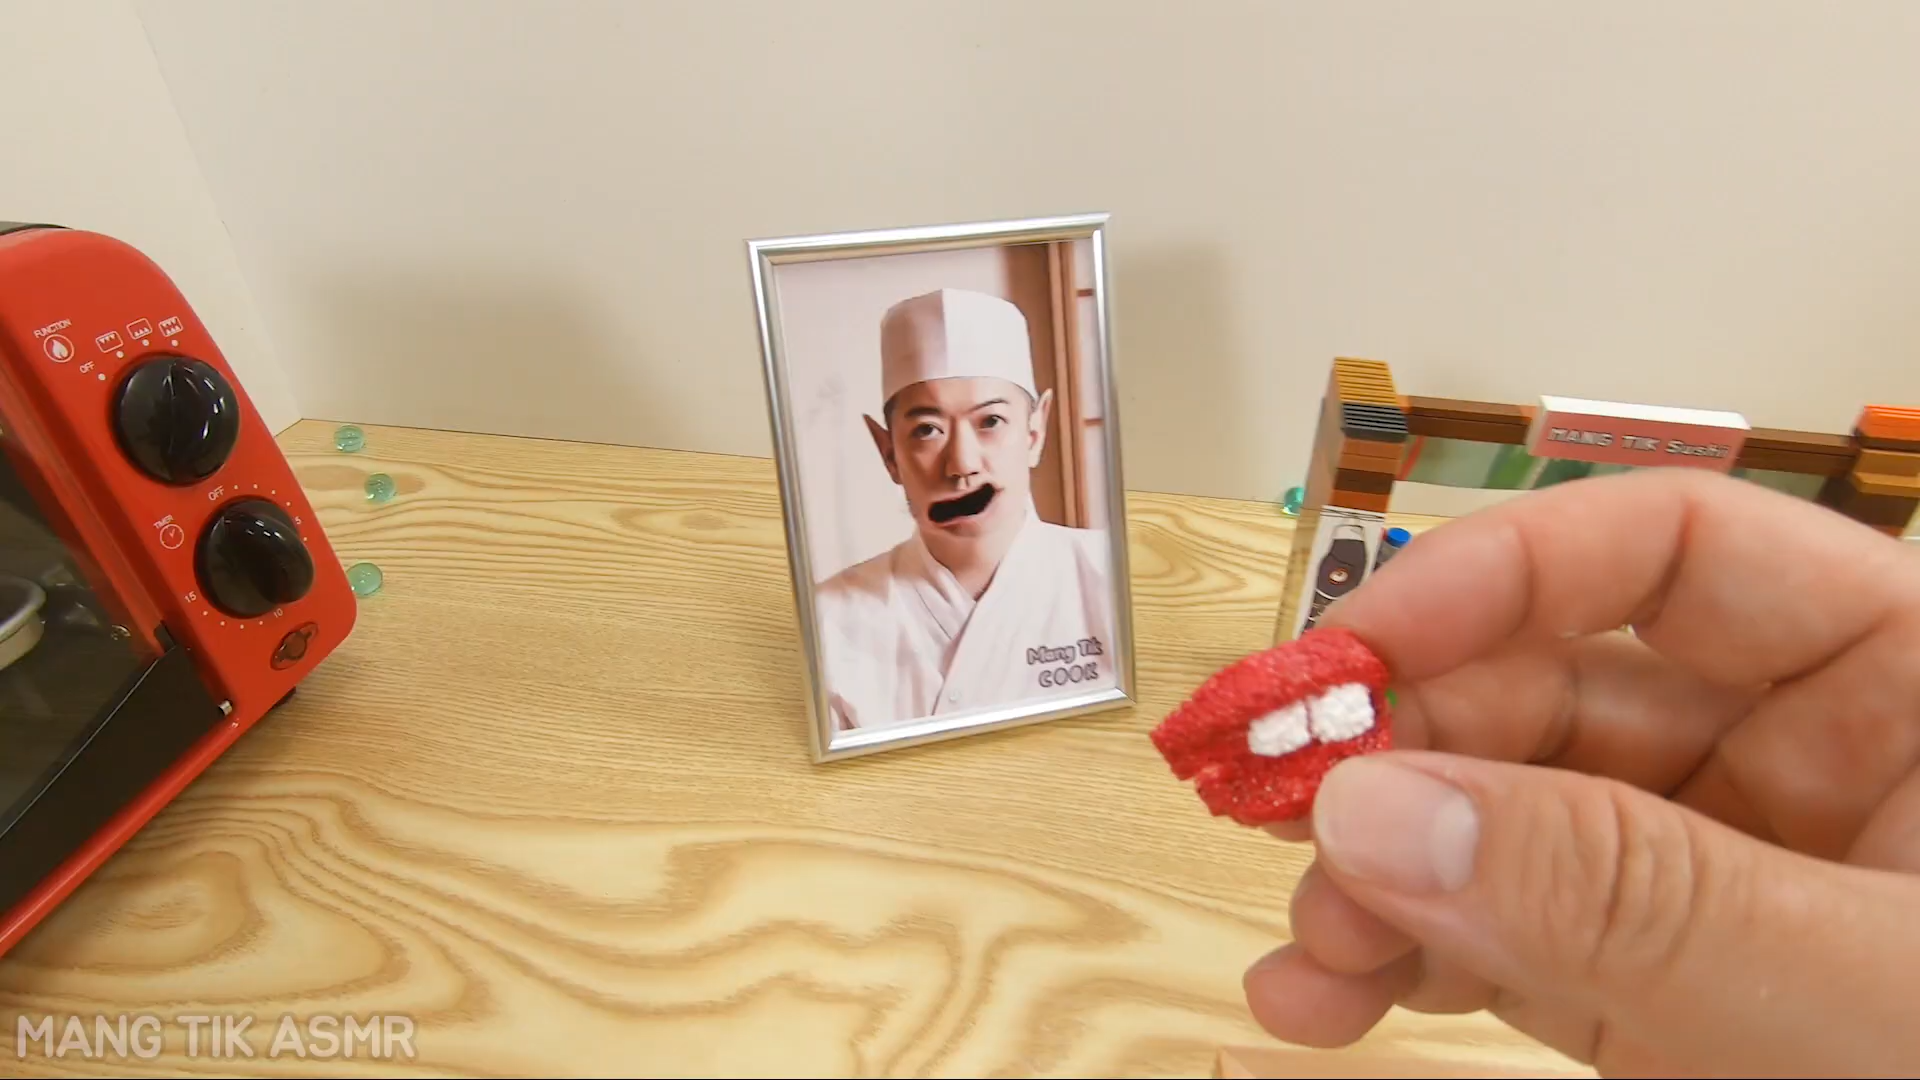 FUNCTION
OFF
OFF
TIMER
5
15
10
MANG TIK Sushi
Mang Tik
COOK
MANG TIK ASMR